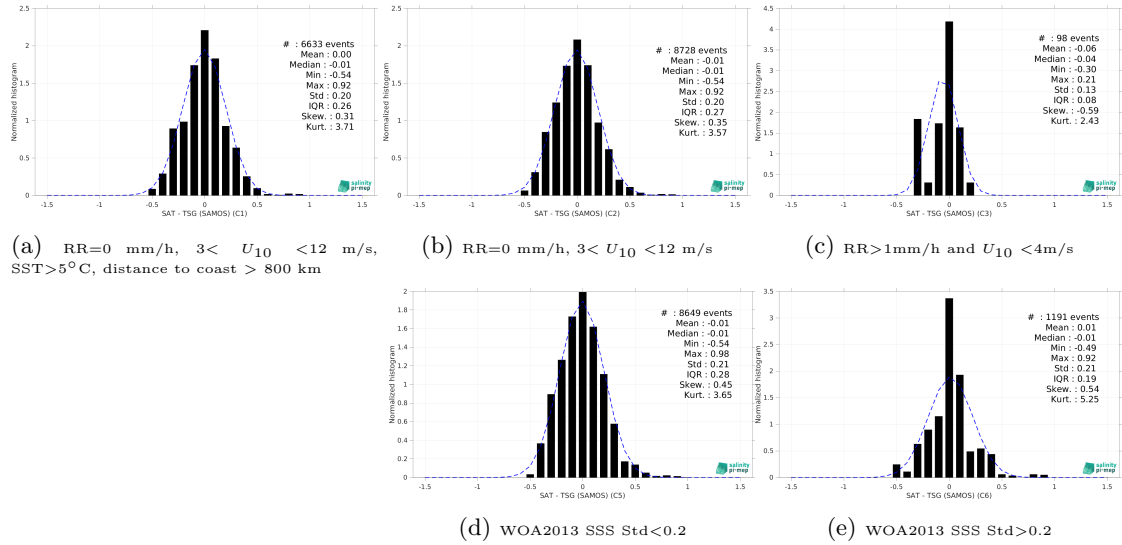 2.5
2
1.5
1
0.5
0
Normalized histogram
# : 6633 events
Mean : 0.00
Median : -0.01
Min : -0.54
Max : 0.92
Std : 0.20
IQR : 0.26
Skew. : 0.31
Kurt. : 3.71
salinity
pi-mep
-1.5 -1 -0.5 0 0.5 1 1.5
SAT - TSG (SAMOS) (C1)
(a) RR=0 mm/h, 3< U10 <12 m/s,
SST>5°C, distance to coast > 800 km
2.5
2
1.5
1
0.5
0
Normalized histogram
# : 8728 events
Mean : -0.01
Median : -0.01
Min : -0.54
Max : 0.92
Std : 0.20
IQR : 0.27
Skew. : 0.35
Kurt. : 3.57
salinity
pi-mep
-1.5 -1 -0.5 0 0.5 1 1.5
SAT - TSG (SAMOS) (C2)
(b) RR=0 mm/h, 3< U10 <12 m/s
4.5
4
3.5
3
2.5
2
1.5
1
0.5
0
Normalized histogram
# : 98 events
Mean : -0.06
Median : -0.04
Min : -0.30
Max : 0.21
Std : 0.13
IQR : 0.08
Skew. : -0.59
Kurt. : 2.43
salinity
pi-mep
-1.5 -1 -0.5 0 0.5 1 1.5
SAT - TSG (SAMOS) (C3)
(c) RR>1mm/h and U10 <4m/s
2
1.8
1.6
1.4
1.2
1
0.8
0.6
0.4
0.2
0
Normalized histogram
# : 8649 events
Mean : -0.01
Median : -0.01
Min : -0.54
Max : 0.98
Std : 0.21
IQR : 0.28
Skew. : 0.45
Kurt. : 3.65
salinity
pi-mep
-1.5 -1 -0.5 0 0.5 1 1.5
SAT - TSG (SAMOS) (C5)
(d) WOA2013 SSS Std<0.2
3.5
3
2.5
2
1.5
1
0.5
0
Normalized histogram
# : 1191 events
Mean : 0.01
Median : -0.01
Min : -0.49
Max : 0.92
Std : 0.21
IQR : 0.19
Skew. : 0.54
Kurt. : 5.25
salinity
pi-mep
-1.5 -1 -0.5 0 0.5 1 1.5
SAT - TSG (SAMOS) (C6)
(e) WOA2013 SSS Std>0.2